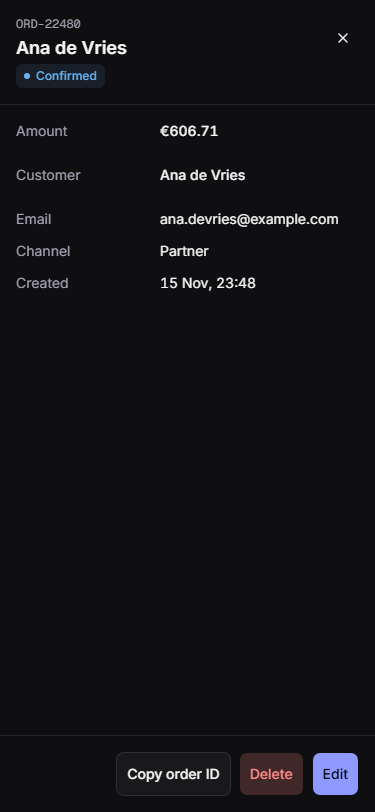 ORD-22480
Ana de Vries
Confirmed
Amount €606.71
Customer Ana de Vries
Email ana.devries@example.com
Channel Partner
Created 15 Nov, 23:48
Copy order ID Delete Edit